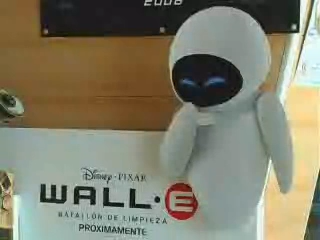 2008
Disney · PIXAR
WALL·E
BATALLÓN DE LIMPIEZA
PROXIMAMENTE